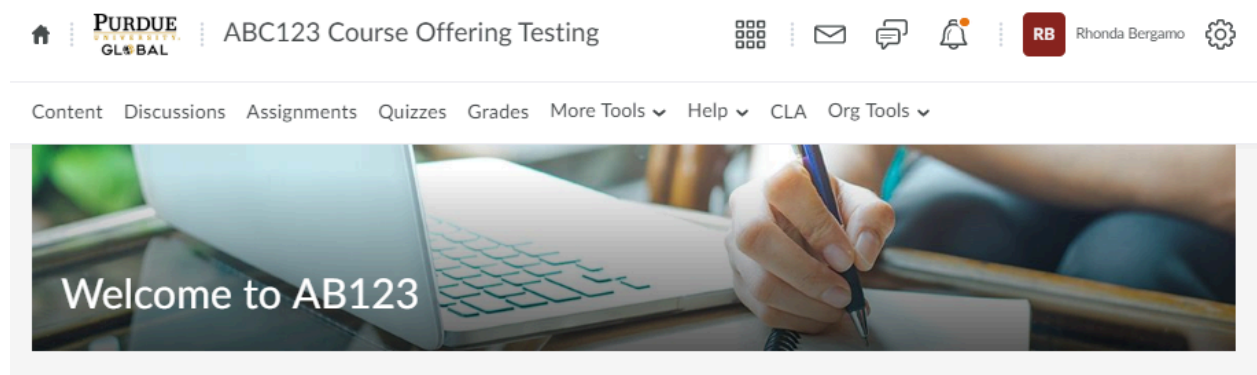 PURDUE
UNIVERSITY.
GLOBAL
ABC123 Course Offering Testing
RB
Rhonda Bergamo
Content Discussions Assignments Quizzes Grades More Tools Help CLA Org Tools
Welcome to AB123